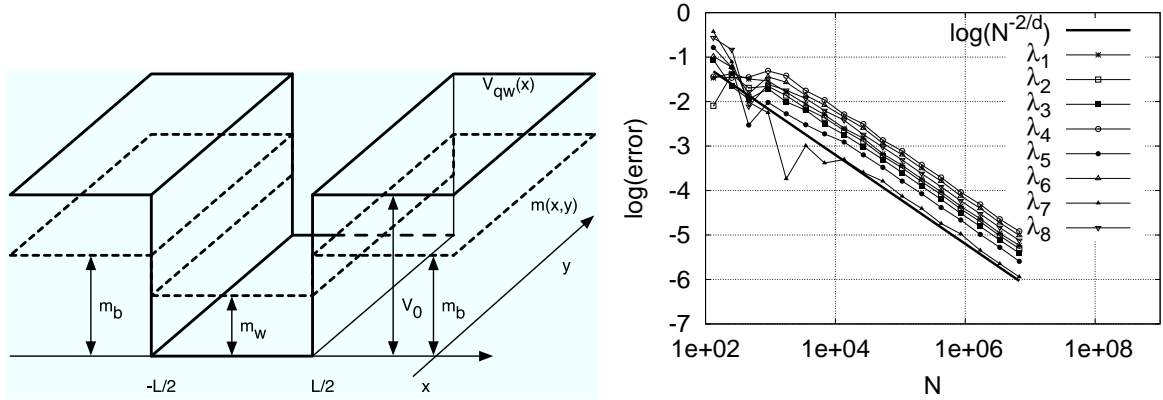 V_qw(x)
m(x,y)
y
m_b
m_w
V_0
m_b
-L/2
L/2
x
0
-1
-2
-3
-4
-5
-6
-7
log(error)
1e+02
1e+04
1e+06
1e+08
N
log(N^-2/d)
λ_1
λ_2
λ_3
λ_4
λ_5
λ_6
λ_7
λ_8